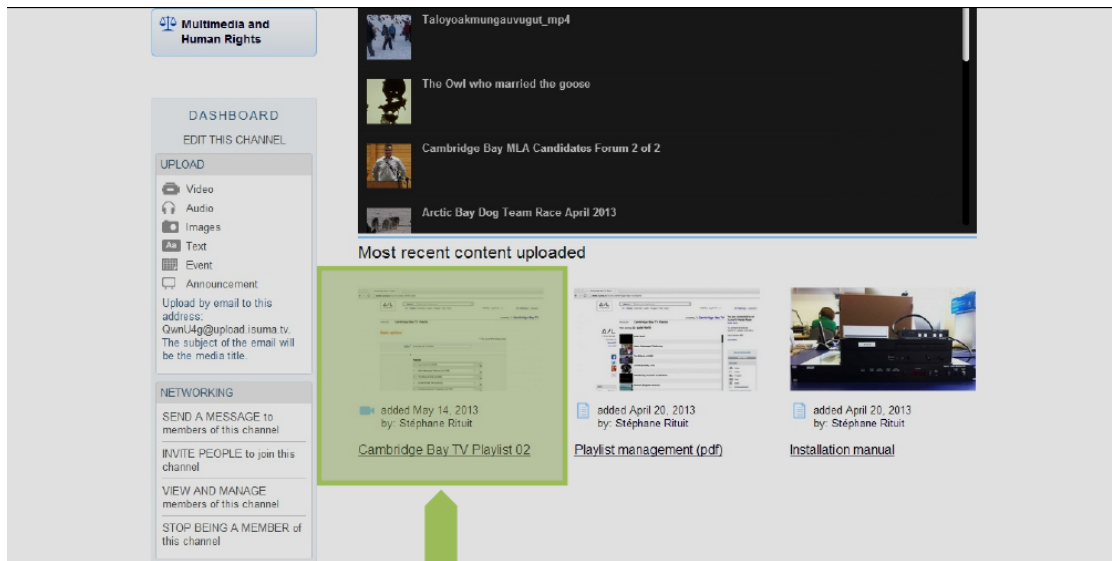 Multimedia and
Human Rights
DASHBOARD
EDIT THIS CHANNEL
UPLOAD
Video
Audio
Images
Aa Text
Event
Announcement
Upload by email to this
address:
QwnU4g@upload.isuma.tv.
The subject of the email will
be the media title.
NETWORKING
SEND A MESSAGE to
members of this channel
INVITE PEOPLE to join this
channel
VIEW AND MANAGE
members of this channel
STOP BEING A MEMBER of
this channel
Taloyoakmungauvugut_mp4
The Owl who married the goose
Cambridge Bay MLA Candidates Forum 2 of 2
Arctic Bay Dog Team Race April 2013
Most recent content uploaded
added May 14, 2013
by: Stéphane Rituit
Cambridge Bay TV Playlist 02
added April 20, 2013
by: Stéphane Rituit
Playlist management (pdf)
added April 20, 2013
by: Stéphane Rituit
Installation manual